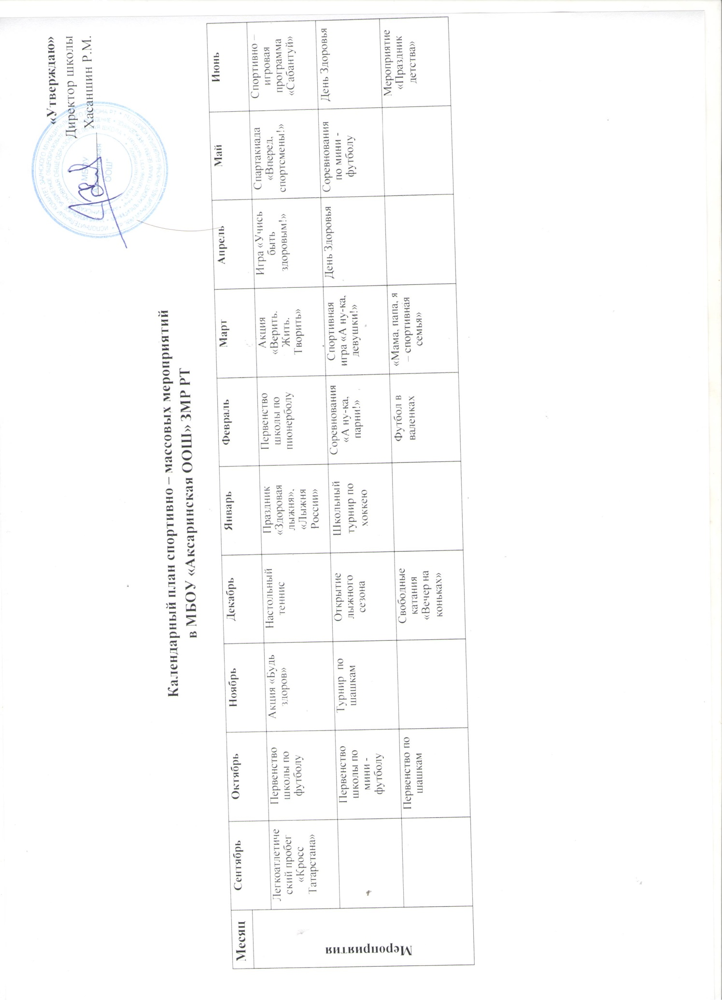 «Утверждаю»
Директор школы
Хасаншин Р.М.
МБОУ
ООШ"
Календарный план спортивно – массовых мероприятий
в МБОУ «Аксаринская ООШ» ЗМР РТ
Месяц
Сентябрь
Октябрь
Ноябрь
Декабрь
Январь
Февраль
Март
Апрель
Май
Июнь
Мероприятия
Легкоатлетиче
ский пробег
«Кросс
Татарстана»
Первенство
школы по
футболу
Акция «Будь
здоров»
Настольный
теннис
Праздник
«Здоровая
лыжня»,
«Лыжня
России»
Первенство
школы по
пионерболу
Акция
«Верить.
Жить.
Творить»
Игра «Учись
быть
здоровым!»
Спартакиада
«Вперед,
спортсмены!»
Спортивно –
игровая
программа
«Сабантуй»
Первенство
школы по
мини -
футболу
Турнир по
шашкам
Открытие
лыжного
сезона
Школьный
турнир по
хоккею
Соревнования
«А ну-ка,
парни!»
Спортивная
игра «А ну-ка,
девушки!»
День Здоровья
Соревнования
по мини -
футболу
День Здоровья
Первенство по
шашкам
Свободные
катания
«Вечер на
коньках»
Футбол в
валенках
«Мама, папа, я
– спортивная
семья»
Мероприятие
«Праздник
детства»